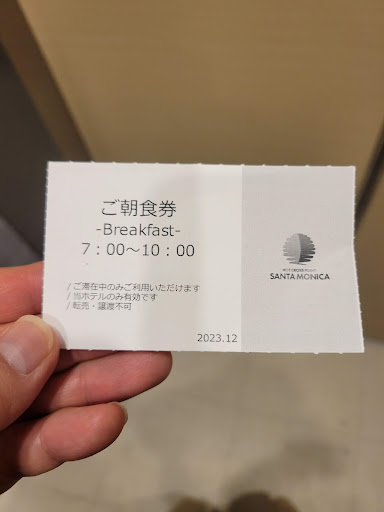 ご朝食券
-Breakfast-
7：00～10：00
/ ご滞在中のみご利用いただけます
/ 当ホテルのみ有効です
/ 転売・譲渡不可
2023.12
SANTA MONICA